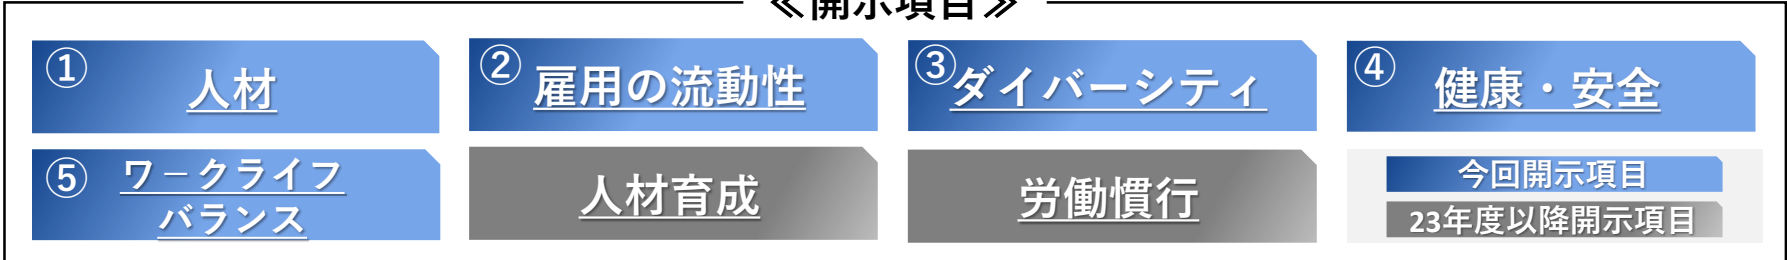 ≪開示項目≫
① 人材
② 雇用の流動性
③ ダイバーシティ
④ 健康・安全
⑤ ワークライフ
バランス
人材育成
労働慣行
今回開示項目
23年度以降開示項目